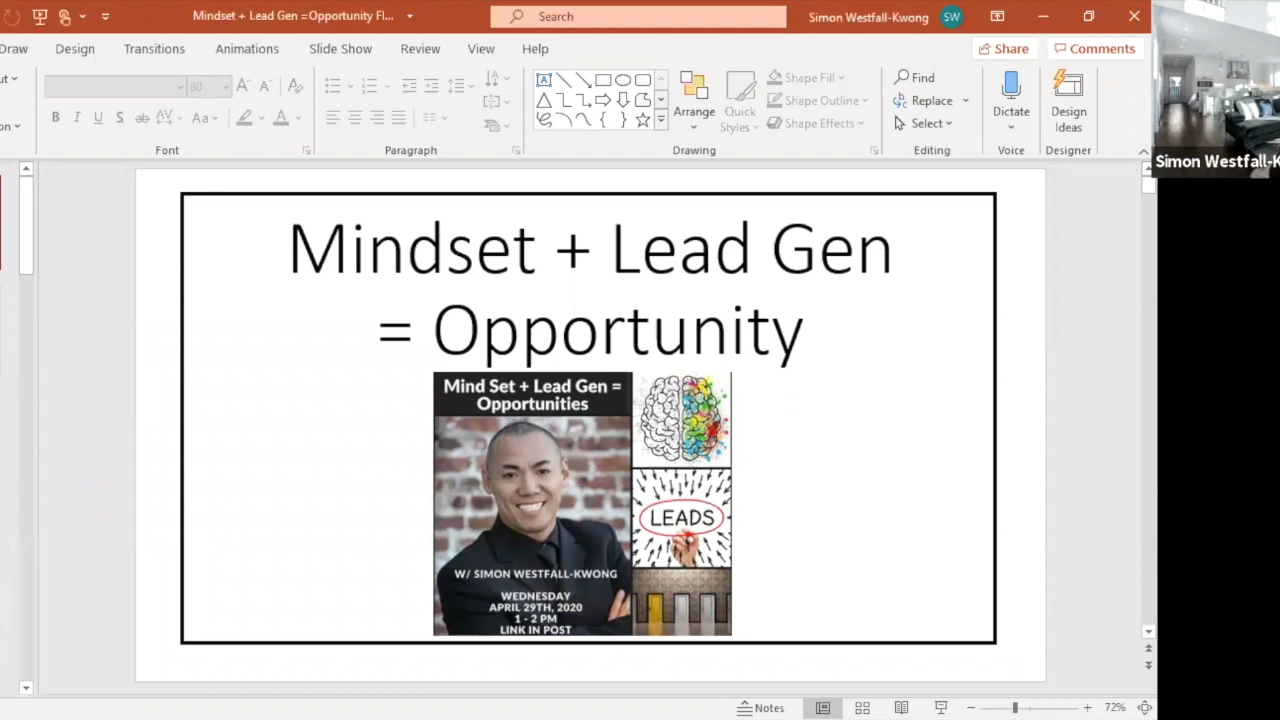 Mindset + Lead Gen =Opportunity Fl...
Search
Simon Westfall-Kwong
SW
Draw
Design
Transitions
Animations
Slide Show
Review
View
Help
Share
Comments
80
Font
Paragraph
Arrange
Quick
Styles
Shape Fill
Shape Outline
Shape Effects
Drawing
Find
Replace
Select
Editing
Dictate
Voice
Design
Ideas
Designer
Simon Westfall-K
Mindset + Lead Gen
= Opportunity
Mind Set + Lead Gen =
Opportunities
LEADS
W/ SIMON WESTFALL-KWONG
WEDNESDAY
APRIL 29TH, 2020
1 - 2 PM
LINK IN POST
Notes
72%